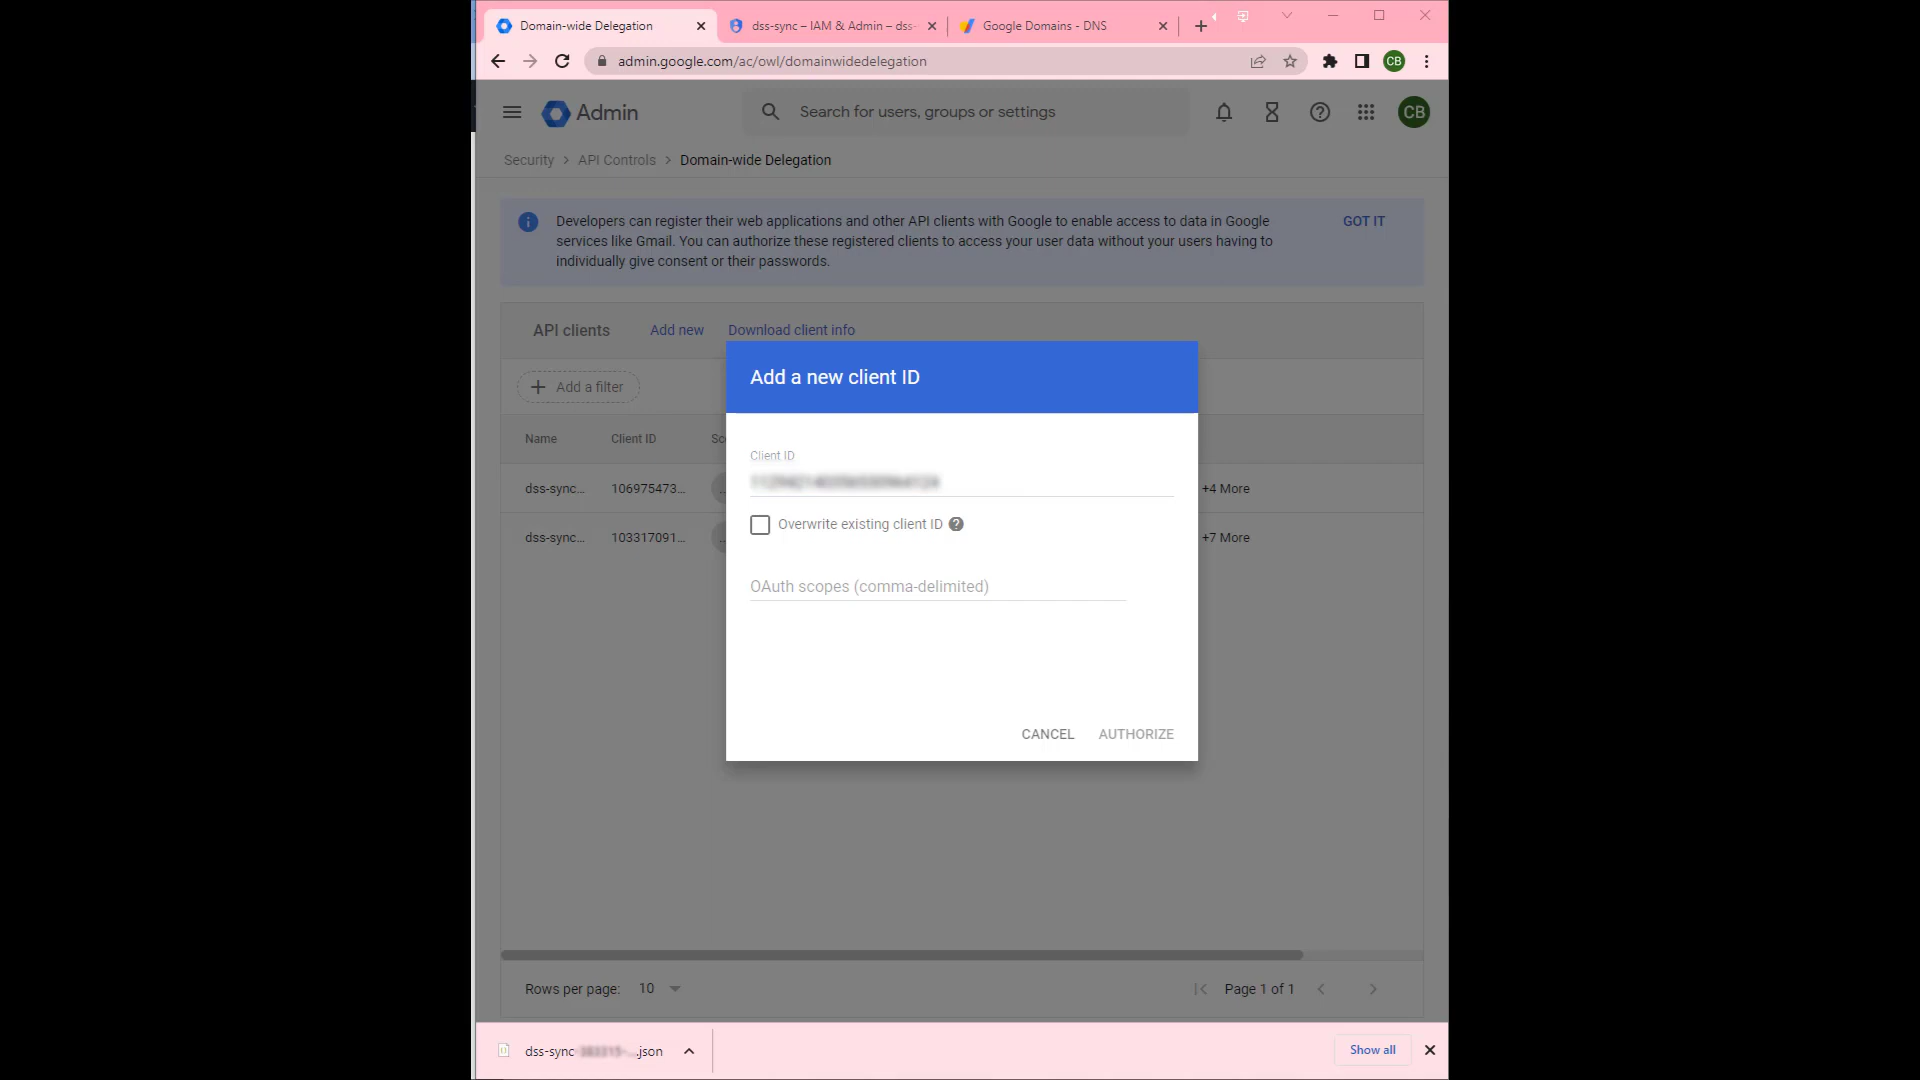 Domain-wide Delegation
dss-sync – IAM & Admin – dss-
Google Domains - DNS
admin.google.com/ac/owl/domainwidedelegation
CB
Admin
Search for users, groups or settings
CB
Security > API Controls > Domain-wide Delegation
Developers can register their web applications and other API clients with Google to enable access to data in Google
services like Gmail. You can authorize these registered clients to access your user data without your users having to
individually give consent or their passwords.
GOT IT
API clients
Add new
Download client info
Add a filter
Name
Client ID
Sc
dss-sync...
106975473...
...
+4 More
dss-sync...
103317091...
...
+7 More
Add a new client ID
Client ID
Overwrite existing client ID
OAuth scopes (comma-delimited)
CANCEL
AUTHORIZE
Rows per page: 10
Page 1 of 1
dss-sync
....json
Show all